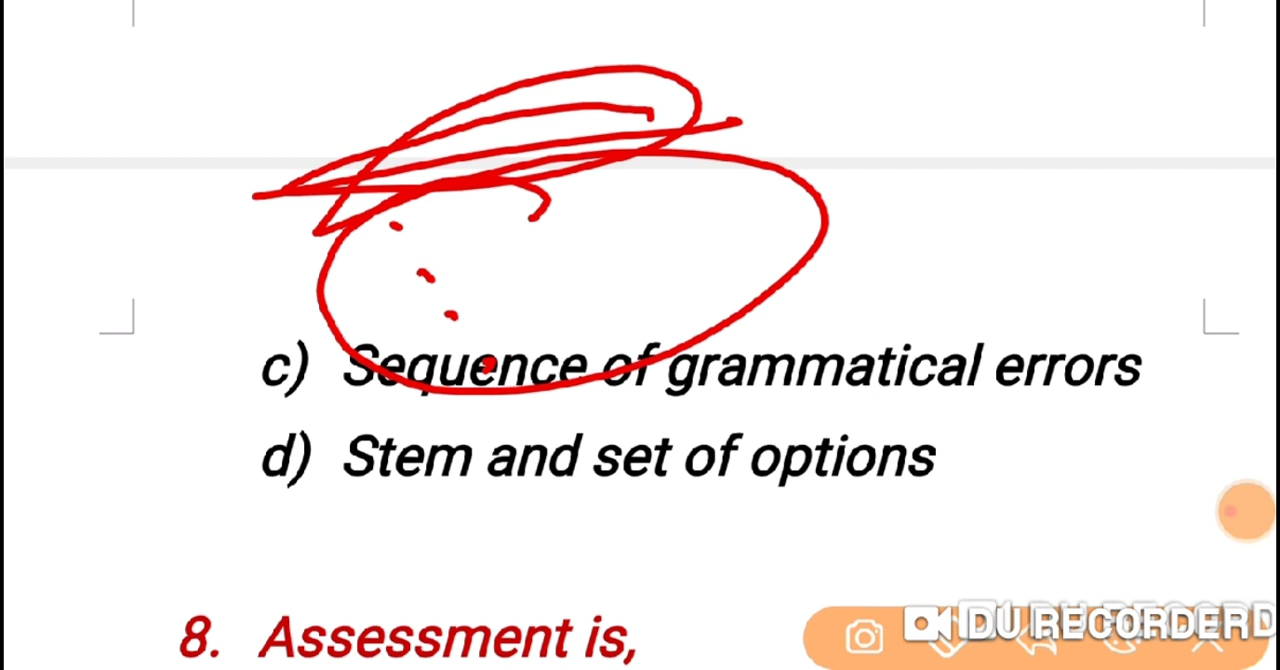 c) Sequence of grammatical errors
d) Stem and set of options
8. Assessment is,
DU RECORDER